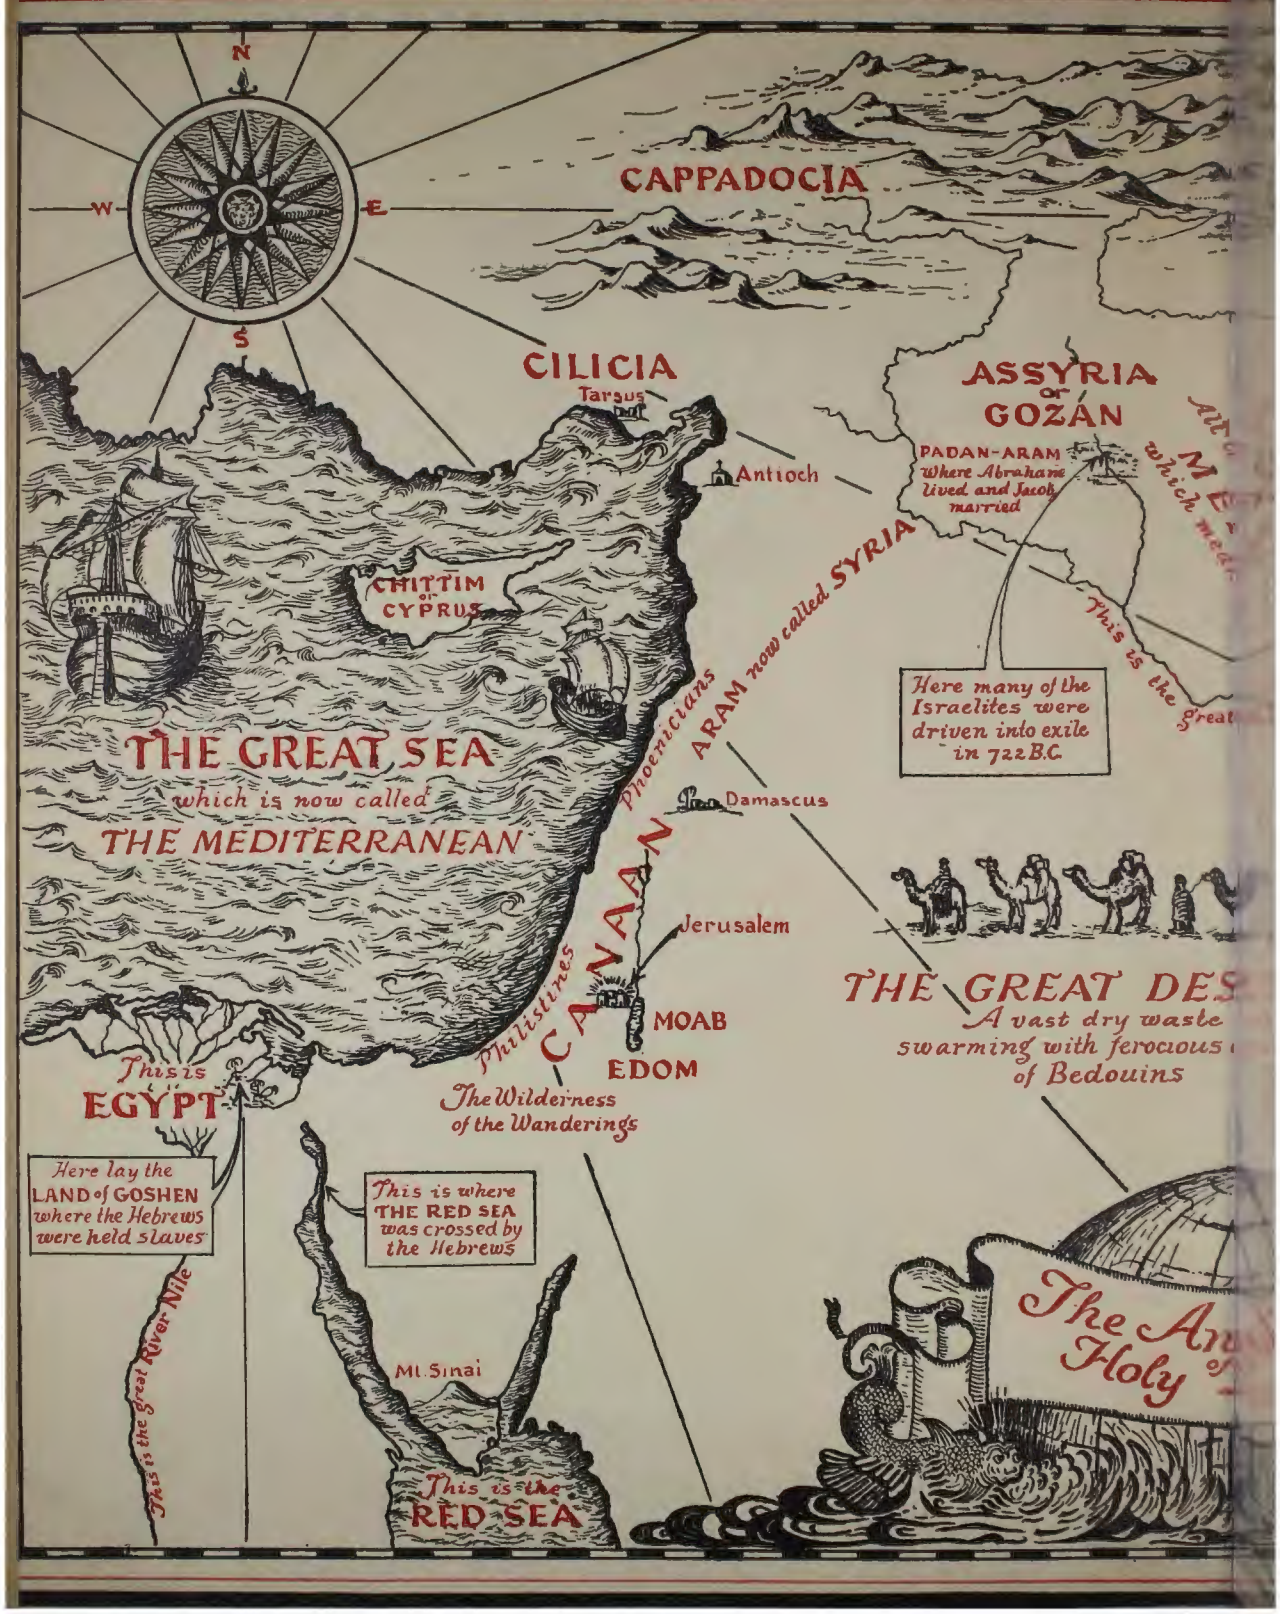 N
W
E
S
CAPPADOCIA
CILICIA
Tarsus
Antioch
ASSYRIA
or
GOZAN
PADAN-ARAM
Where Abraham
lived and Jacob
married
which
CHITTIM
or
CYPRUS
ARAM now called SYRIA
This is the
great
Here many of the
Israelites were
driven into exile
in 722 B.C.
THE GREAT SEA
which is now called
THE MEDITERRANEAN
Phoenicians
Damascus
CANAAN
Jerusalem
Philistines
MOAB
EDOM
THE GREAT
A vast dry waste
swarming with ferocious
of Bedouins
The Wilderness
of the Wanderings
This is
EGYPT
Here lay the
LAND of GOSHEN
where the Hebrews
were held slaves
This is where
THE RED SEA
was crossed by
the Hebrews
This is the great River Nile
Mt. Sinai
This is the
RED SEA
The
of
Holy